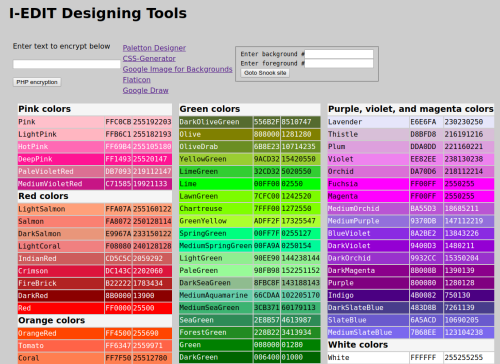 I-EDIT Designing Tools
Enter text to encrypt below
PHP encryption
Paletton Designer
CSS-Generator
Google Image for Backgrounds
Flaticon
Google Draw
Enter background #
Enter foreground #
Goto Snook site
Pink colors
Pink FFC0CB 255192203
LightPink FFB6C1 255182193
HotPink FF69B4 255105180
DeepPink FF1493 25520147
PaleVioletRed DB7093 219112147
MediumVioletRed C71585 19921133
Red colors
LightSalmon FFA07A 255160122
Salmon FA8072 250128114
DarkSalmon E9967A 233150122
LightCoral F08080 240128128
IndianRed CD5C5C 2059292
Crimson DC143C 2202060
FireBrick B22222 1783434
DarkRed 8B0000 13900
Red FF0000 25500
Orange colors
OrangeRed FF4500 255690
Tomato FF6347 2559971
Coral FF7F50 25512780
Green colors
DarkOliveGreen 556B2F 8510747
Olive 808000 1281280
OliveDrab 6B8E23 10714235
YellowGreen 9ACD32 15420550
LimeGreen 32CD32 5020550
Lime 00FF00 02550
LawnGreen 7CFC00 1242520
Chartreuse 7FFF00 1272550
GreenYellow ADFF2F 17325547
SpringGreen 00FF7F 0255127
MediumSpringGreen 00FA9A 0250154
LightGreen 90EE90 144238144
PaleGreen 98FB98 152251152
DarkSeaGreen 8FBC8F 143188143
MediumAquamarine 66CDAA 102205170
MediumSeaGreen 3CB371 60179113
SeaGreen 2E8B57 4613987
ForestGreen 228B22 3413934
Green 008000 01280
DarkGreen 006400 01000
Purple, violet, and magenta colors
Lavender E6E6FA 230230250
Thistle D8BFD8 216191216
Plum DDA0DD 221160221
Violet EE82EE 238130238
Orchid DA70D6 218112214
Fuchsia FF00FF 2550255
Magenta FF00FF 2550255
MediumOrchid BA55D3 18685211
MediumPurple 9370DB 147112219
BlueViolet 8A2BE2 13843226
DarkViolet 9400D3 1480211
DarkOrchid 9932CC 15350204
DarkMagenta 8B008B 1390139
Purple 800080 1280128
Indigo 4B0082 750130
DarkSlateBlue 483D8B 7261139
SlateBlue 6A5ACD 10690205
MediumSlateBlue 7B68EE 123104238
White colors
White FFFFFF 255255255